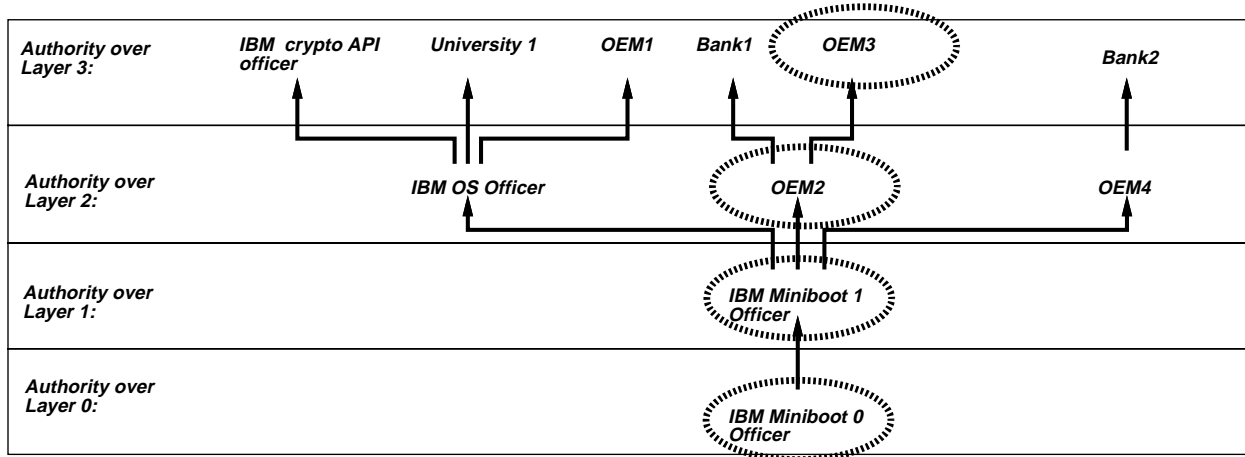 Authority over
Layer 3:
IBM crypto API
officer
University 1
OEM1
Bank1
OEM3
Bank2
Authority over
Layer 2:
IBM OS Officer
OEM2
OEM4
Authority over
Layer 1:
IBM Miniboot 1
Officer
Authority over
Layer 0:
IBM Miniboot 0
Officer